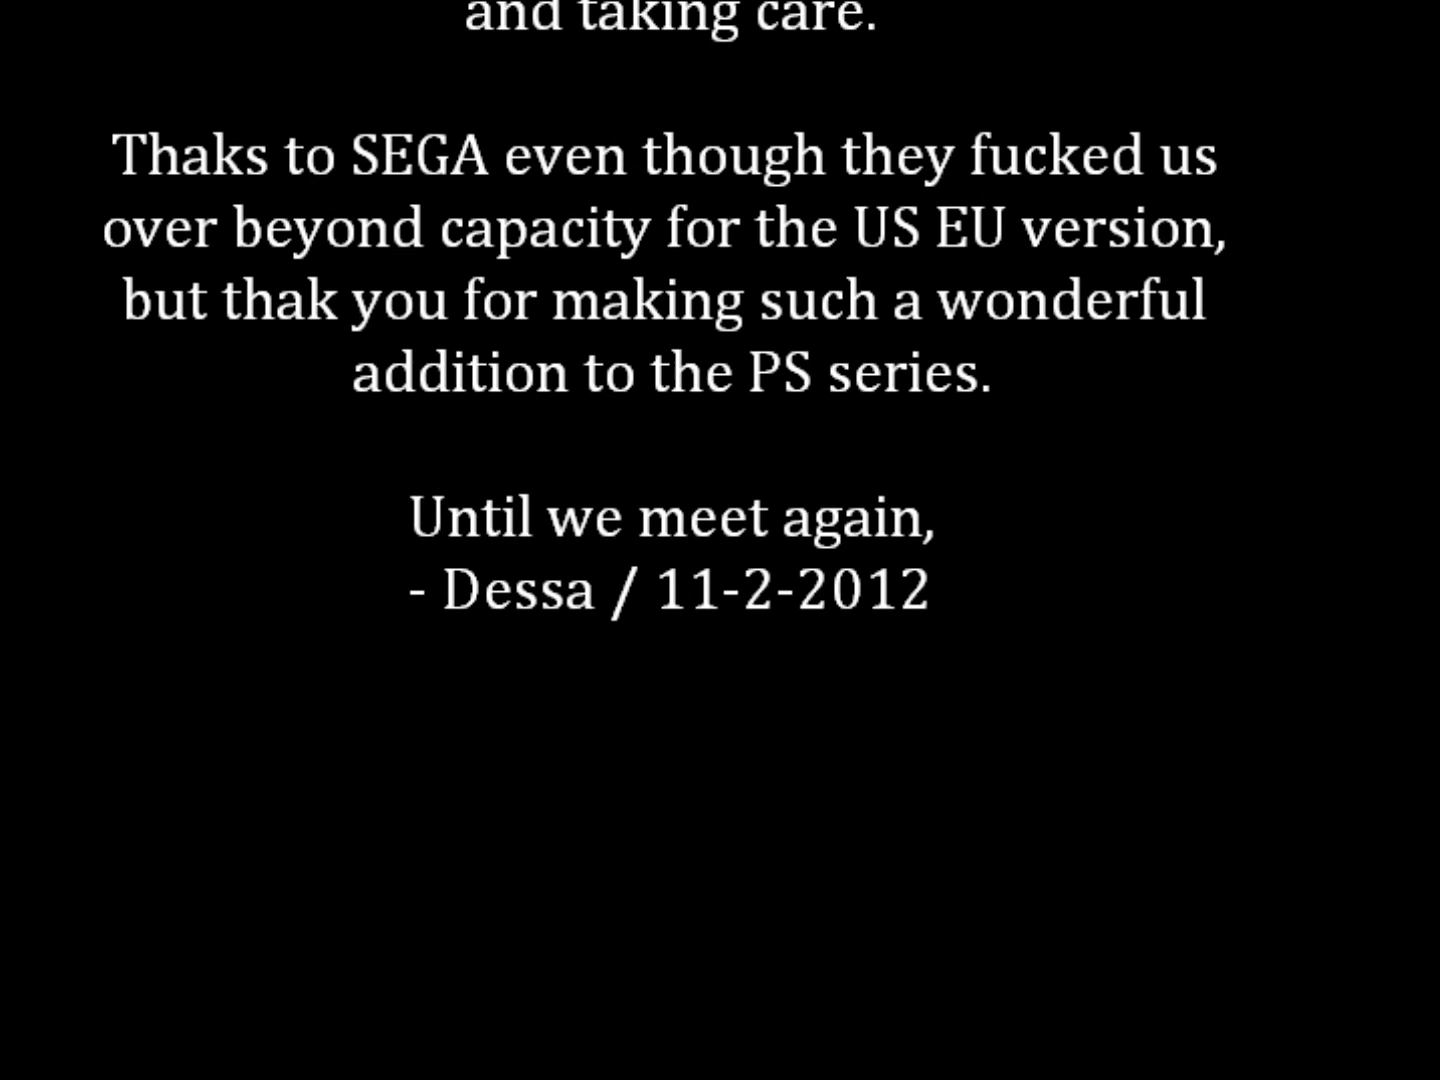 and taking care.
Thaks to SEGA even though they fucked us
over beyond capacity for the US EU version,
but thak you for making such a wonderful
addition to the PS series.
Until we meet again,
- Dessa / 11-2-2012